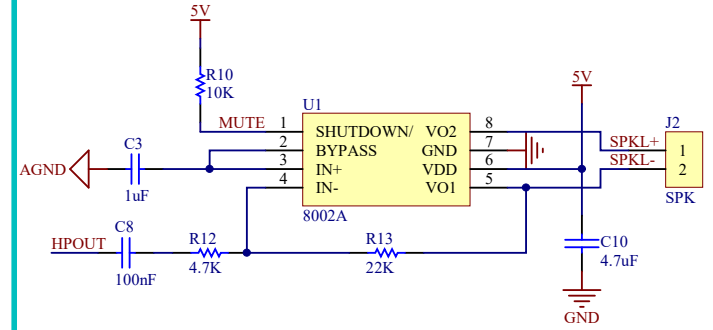 5V
R10
10K
U1
5V
MUTE
1
SHUTDOWN/
VO2
8
J2
C3
2
BYPASS
GND
7
SPKL+
1
AGND
3
IN+
VDD
6
SPKL-
2
1uF
4
IN-
VO1
5
SPK
8002A
C8
HPOUT
R12
R13
C10
100nF
4.7K
22K
4.7uF
GND